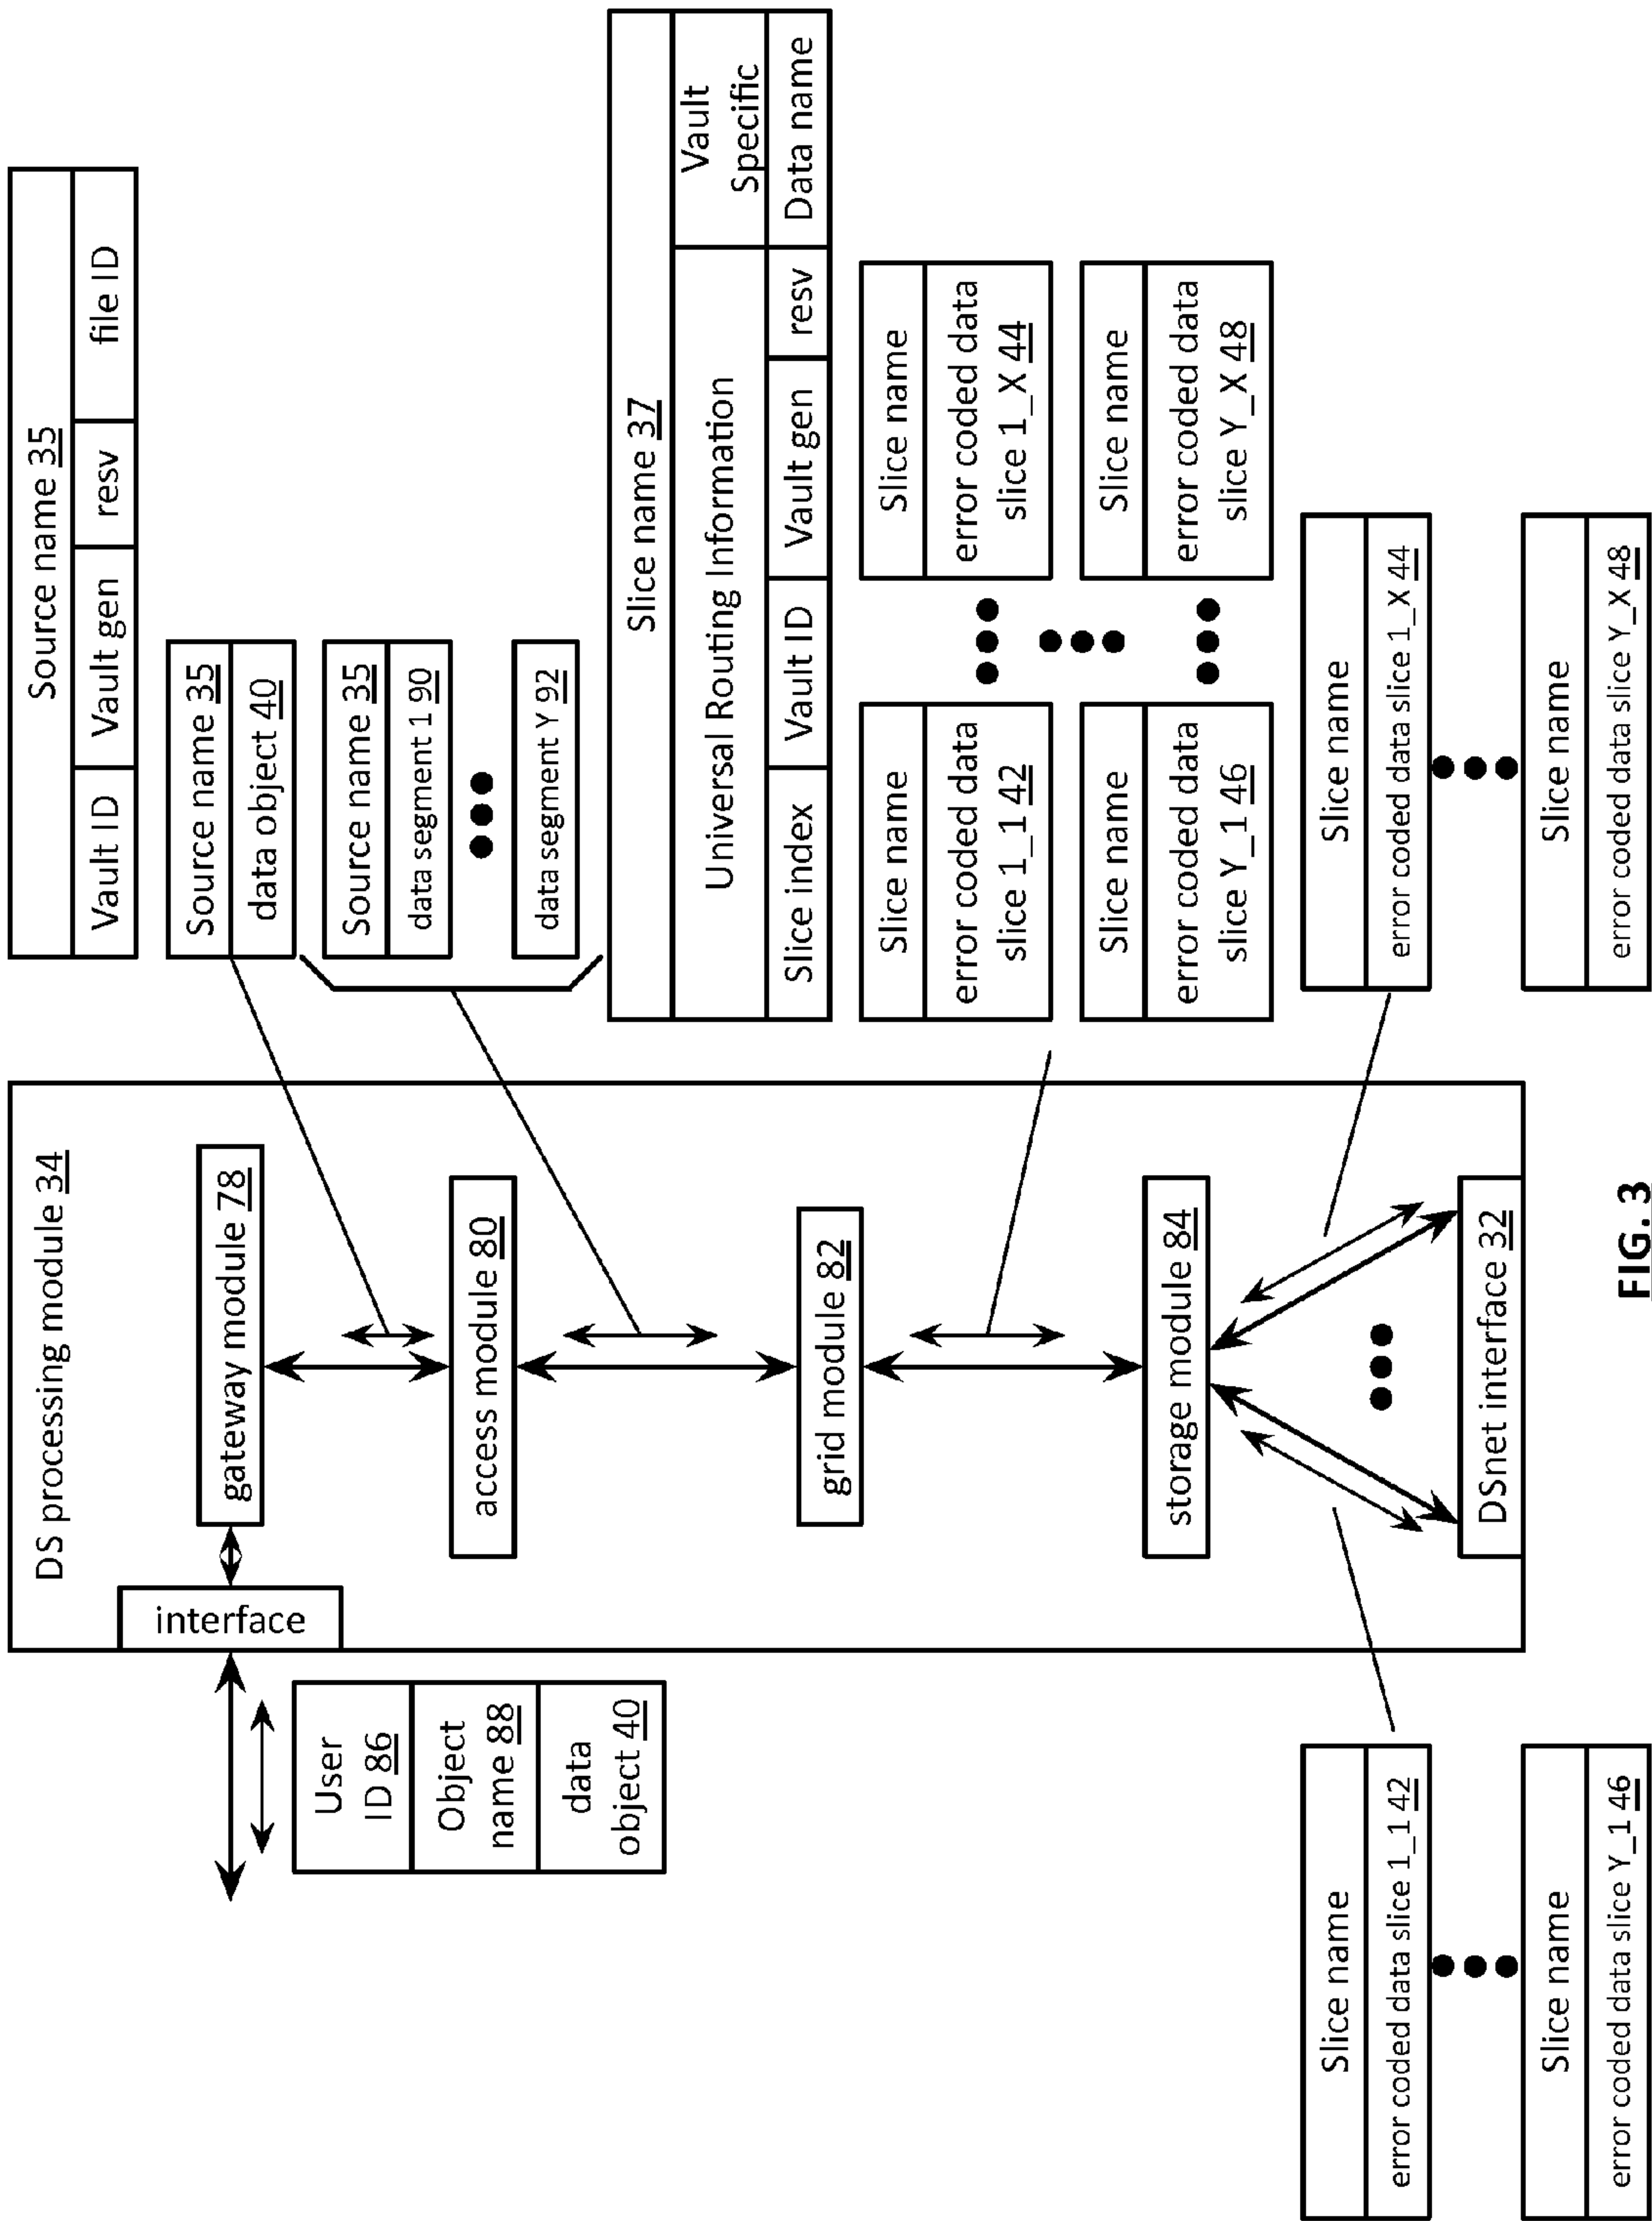 DS processing module 34
interface
gateway module 78
access module 80
grid module 82
storage module 84
DSnet interface 32
User
ID 86
Object
name 88
data
object 40
Source name 35
Vault ID
Vault gen
resv
file ID
Source name 35
data object 40
Source name 35
data segment 1 90
data segment Y 92
Slice name 37
Universal Routing Information
Vault
Specific
Slice index
Vault ID
Vault gen
resv
Data name
Slice name
error coded data
slice 1_1 42
Slice name
error coded data
slice 1_X 44
Slice name
error coded data
slice Y_1 46
Slice name
error coded data
slice Y_X 48
Slice name
error coded data slice 1_1 42
Slice name
error coded data slice Y_1 46
Slice name
error coded data slice 1_X 44
Slice name
error coded data slice Y_X 48
FIG. 3